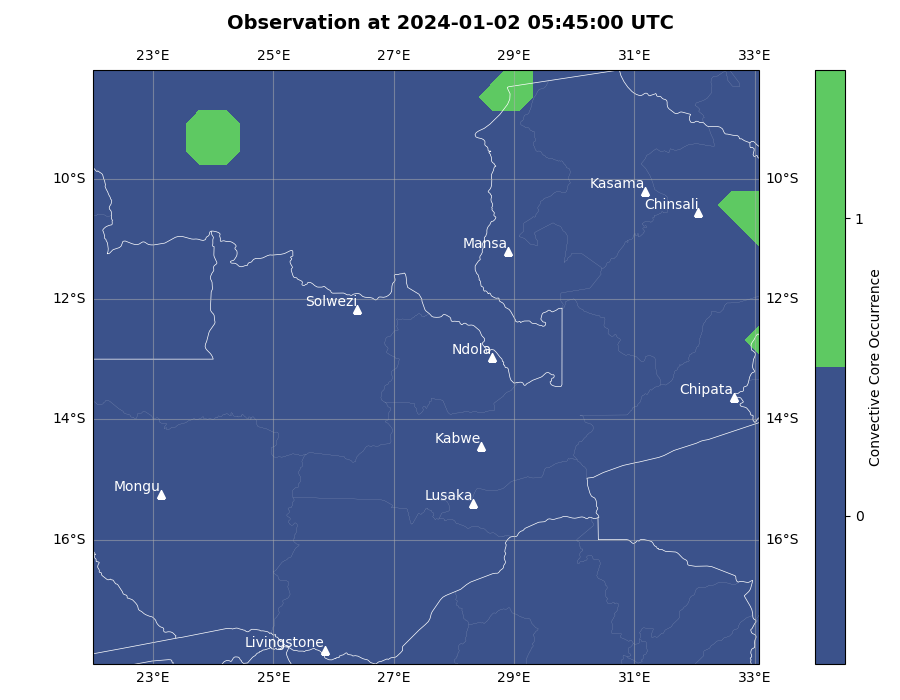 Observation at 2024-01-02 05:45:00 UTC
23°E 25°E 27°E 29°E 31°E 33°E
10°S 10°S
Kasama
Chinsali
1
Mansa
12°S 12°S
Solwezi
Ndola
Convective Core Occurrence
Chipata
14°S 14°S
Kabwe
Mongu
Lusaka
0
16°S 16°S
Livingstone
23°E 25°E 27°E 29°E 31°E 33°E